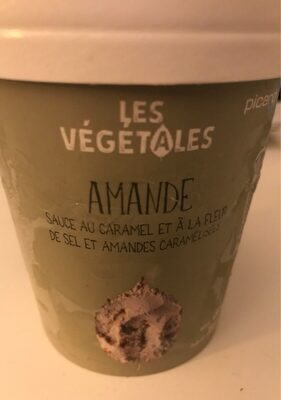 picard
LES
VÉGÉTALES
AMANDE
SAUCE AU CARAMEL ET À LA FLEUR
DE SEL ET AMANDES CARAMÉLISÉES